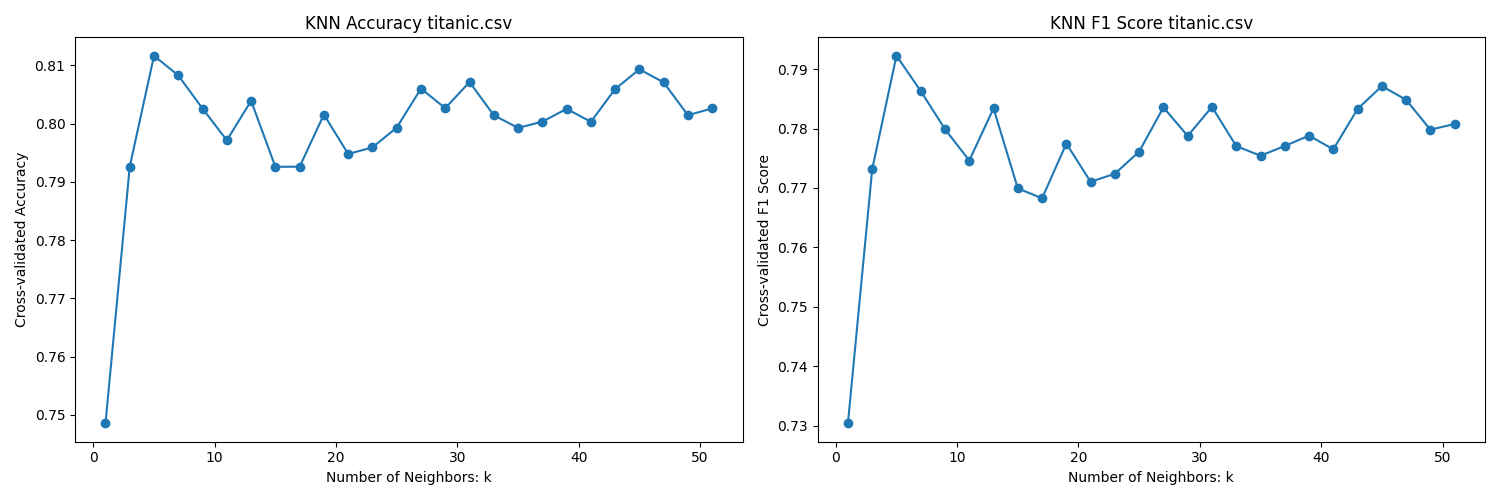 KNN Accuracy titanic.csv
Cross-validated Accuracy
0.81
0.80
0.79
0.78
0.77
0.76
0.75
0 10 20 30 40 50
Number of Neighbors: k
KNN F1 Score titanic.csv
Cross-validated F1 Score
0.79
0.78
0.77
0.76
0.75
0.74
0.73
0 10 20 30 40 50
Number of Neighbors: k